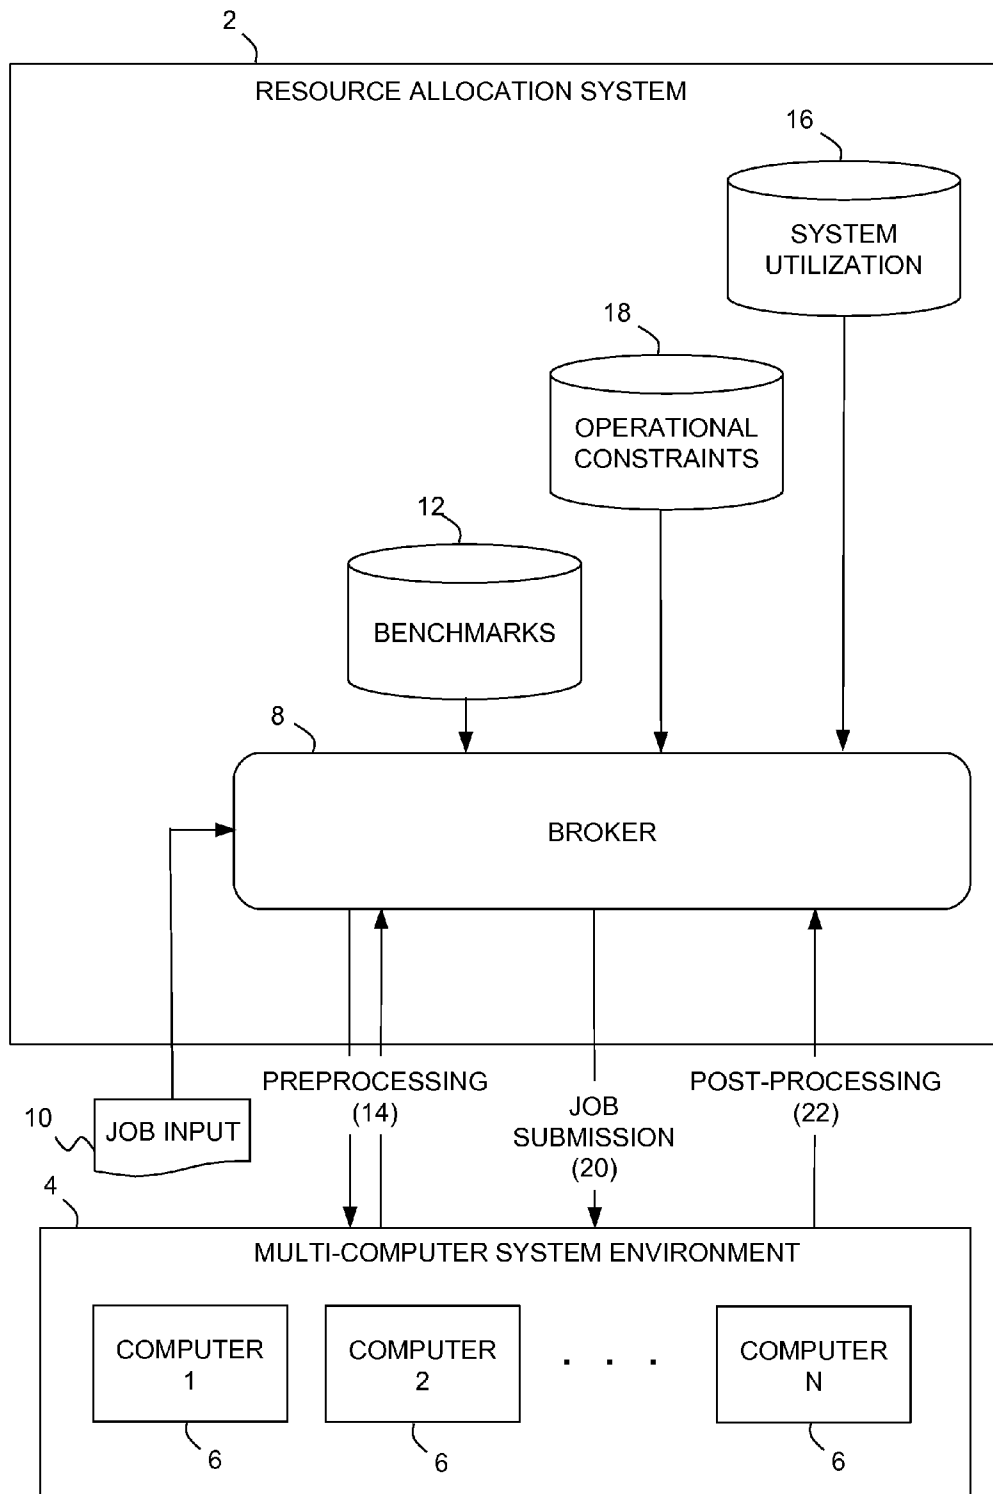 2
RESOURCE ALLOCATION SYSTEM
16
SYSTEM
UTILIZATION
18
OPERATIONAL
CONSTRAINTS
12
BENCHMARKS
8
BROKER
PREPROCESSING
(14)
JOB
SUBMISSION
(20)
POST-PROCESSING
(22)
10
JOB INPUT
4
MULTI-COMPUTER SYSTEM ENVIRONMENT
COMPUTER
1
COMPUTER
2
. . .
COMPUTER
N
6
6
6